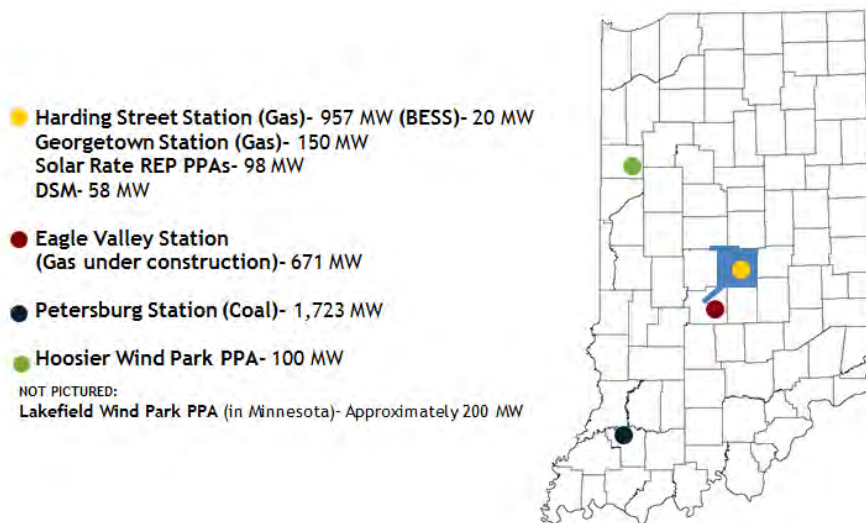 Harding Street Station (Gas)- 957 MW (BESS)- 20 MW
Georgetown Station (Gas)- 150 MW
Solar Rate REP PPAs- 98 MW
DSM- 58 MW
Eagle Valley Station
(Gas under construction)- 671 MW
Petersburg Station (Coal)- 1,723 MW
Hoosier Wind Park PPA- 100 MW
NOT PICTURED:
Lakefield Wind Park PPA (in Minnesota)- Approximately 200 MW